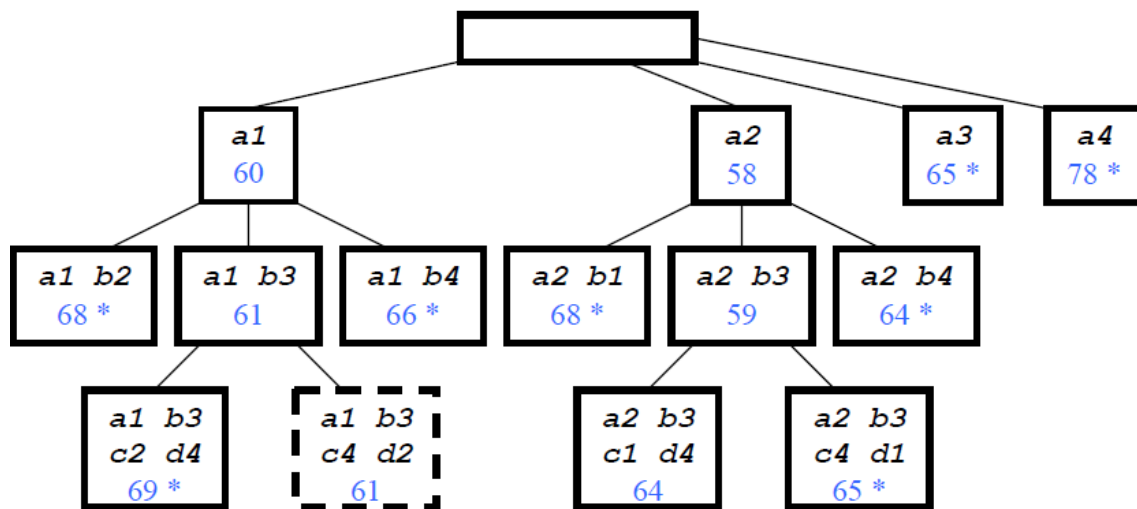 a1
60
a2
58
a3
65 *
a4
78 *
a1 b2
68 *
a1 b3
61
a1 b4
66 *
a2 b1
68 *
a2 b3
59
a2 b4
64 *
a1 b3
c2 d4
69 *
a1 b3
c4 d2
61
a2 b3
c1 d4
64
a2 b3
c4 d1
65 *